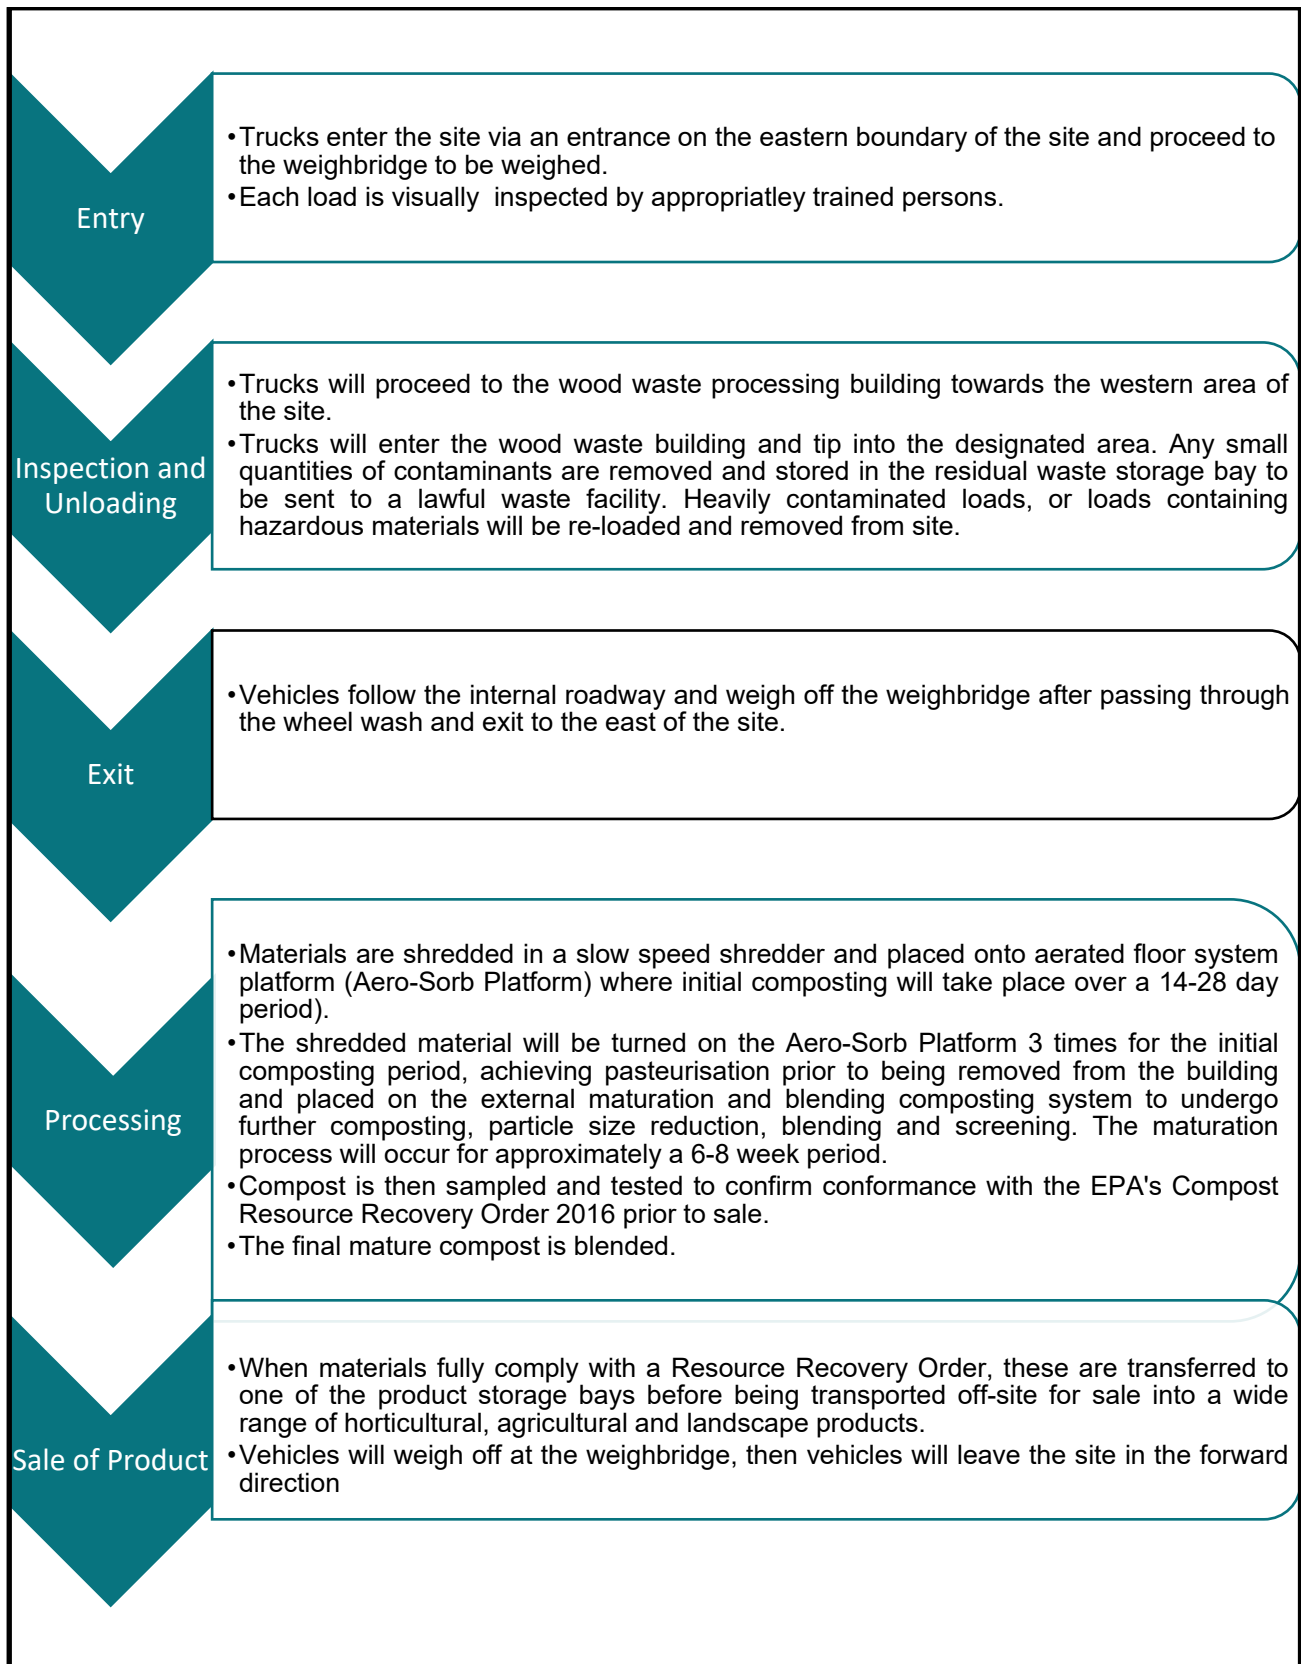 Entry
•Trucks enter the site via an entrance on the eastern boundary of the site and proceed to
the weighbridge to be weighed.
•Each load is visually  inspected by appropriatley trained persons.
Inspection and
Unloading
•Trucks will proceed to the wood waste processing building towards the western area of
the site.
•Trucks will enter the wood waste building and tip into the designated area. Any small
quantities of contaminants are removed and stored in the residual waste storage bay to
be sent to a lawful waste facility. Heavily contaminated loads, or loads containing
hazardous materials will be re-loaded and removed from site.
Exit
•Vehicles follow the internal roadway and weigh off the weighbridge after passing through
the wheel wash and exit to the east of the site.
Processing
•Materials are shredded in a slow speed shredder and placed onto aerated floor system
platform (Aero-Sorb Platform) where initial composting will take place over a 14-28 day
period).
•The shredded material will be turned on the Aero-Sorb Platform 3 times for the initial
composting period, achieving pasteurisation prior to being removed from the building
and placed on the external maturation and blending composting system to undergo
further composting, particle size reduction, blending and screening. The maturation
process will occur for approximately a 6-8 week period.
•Compost is then sampled and tested to confirm conformance with the EPA's Compost
Resource Recovery Order 2016 prior to sale.
•The final mature compost is blended.
Sale of Product
•When materials fully comply with a Resource Recovery Order, these are transferred to
one of the product storage bays before being transported off-site for sale into a wide
range of horticultural, agricultural and landscape products.
•Vehicles will weigh off at the weighbridge, then vehicles will leave the site in the forward
direction